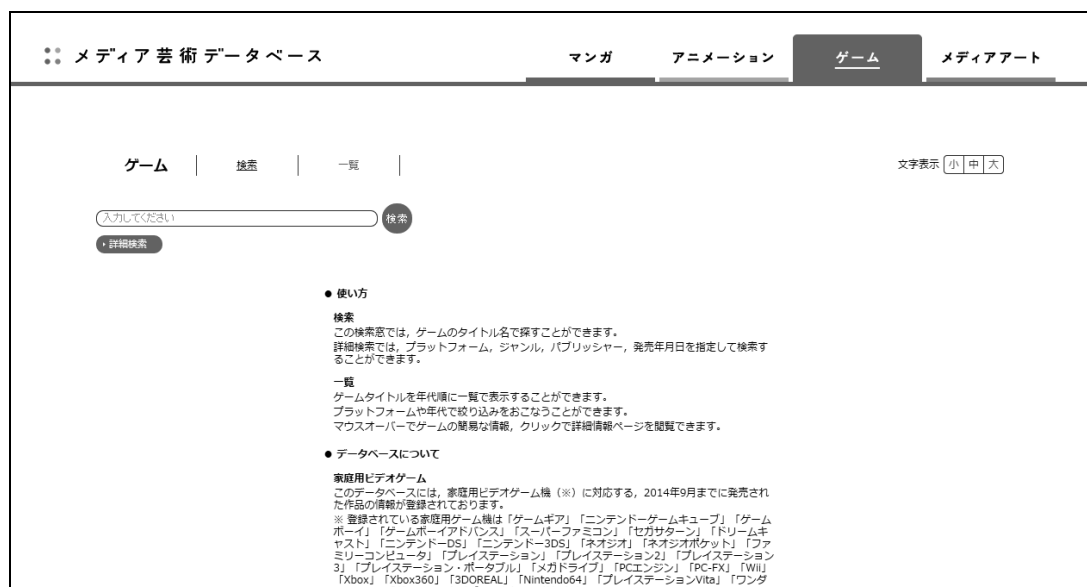 メディア芸術データベース
マンガ アニメーション ゲーム メディアアート
ゲーム 検索 一覧 文字表示 小 中 大
入力してください 検索
詳細検索
● 使い方
検索
この検索窓では，ゲームのタイトル名で探すことができます。
詳細検索では，プラットフォーム，ジャンル，パブリッシャー，発売年月日を指定して検索す
ることができます。
一覧
ゲームタイトルを年代順に一覧で表示することができます。
プラットフォームや年代で絞り込みをおこなうことができます。
マウスオーバーでゲームの簡易な情報，クリックで詳細情報ページを閲覧できます。
● データベースについて
家庭用ビデオゲーム
このデータベースには，家庭用ビデオゲーム機（※）に対応する，2014年9月までに発売され
た作品の情報が登録されております。
※ 登録されている家庭用ゲーム機は「ゲームギア」「ニンテンドーゲームキューブ」「ゲーム
ボーイ」「ゲームボーイアドバンス」「スーパーファミコン」「セガサターン」「ドリームキ
ャスト」「ニンテンドーDS」「ニンテンドー3DS」「ネオジオ」「ネオジオポケット」「ファ
ミリーコンピュータ」「プレイステーション」「プレイステーション2」「プレイステーション
3」「プレイステーション・ポータブル」「メガドライブ」「PCエンジン」「PC-FX」「Wii」
「Xbox」「Xbox360」「3DOREAL」「Nintendo64」「プレイステーションVita」「ワンダ